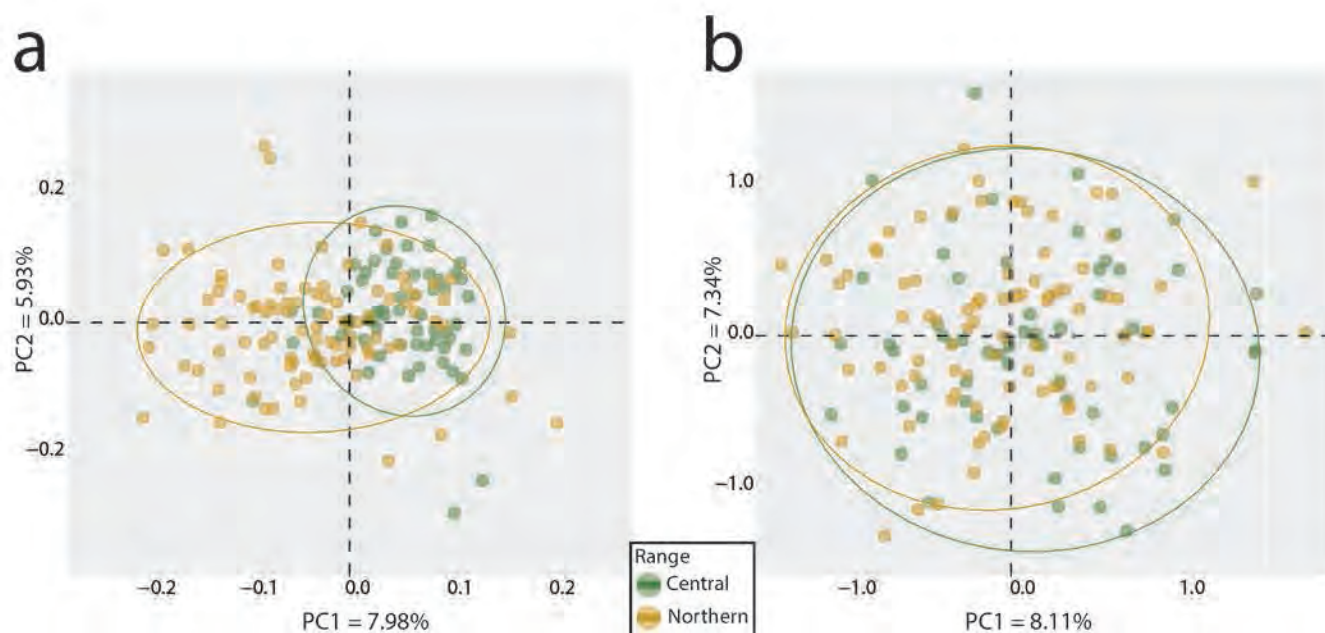 a
b
0.2
0.0
−0.2
PC2 = 5.93%
−0.2
−0.1
0.0
0.1
0.2
PC1 = 7.98%
1.0
0.0
−1.0
PC2 = 7.34%
−1.0
0.0
1.0
PC1 = 8.11%
Range
Central
Northern